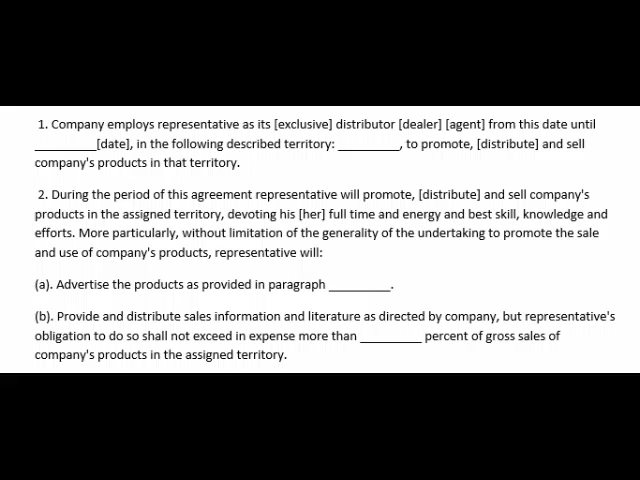 1. Company employs representative as its [exclusive] distributor [dealer] [agent] from this date until
_________[date], in the following described territory: _________, to promote, [distribute] and sell
company's products in that territory.
2. During the period of this agreement representative will promote, [distribute] and sell company's
products in the assigned territory, devoting his [her] full time and energy and best skill, knowledge and
efforts. More particularly, without limitation of the generality of the undertaking to promote the sale
and use of company's products, representative will:
(a). Advertise the products as provided in paragraph _________.
(b). Provide and distribute sales information and literature as directed by company, but representative's
obligation to do so shall not exceed in expense more than _________ percent of gross sales of
company's products in the assigned territory.